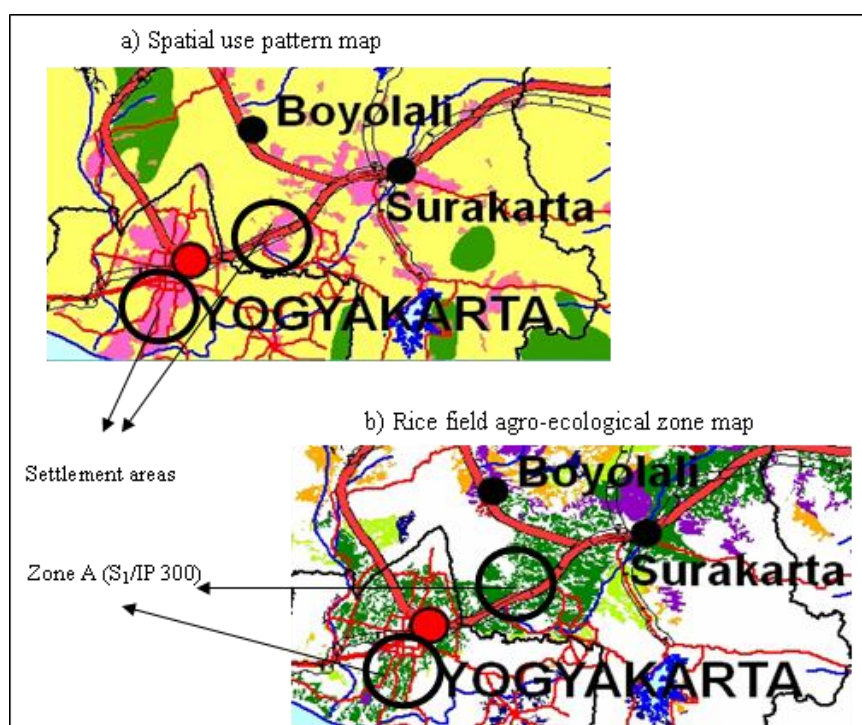 a) Spatial use pattern map
Boyolali
Surakarta
YOGYAKARTA
b) Rice field agro-ecological zone map
Settlement areas
Boyolali
Zone A (S₁/IP 300)
Surakarta
YOGYAKARTA